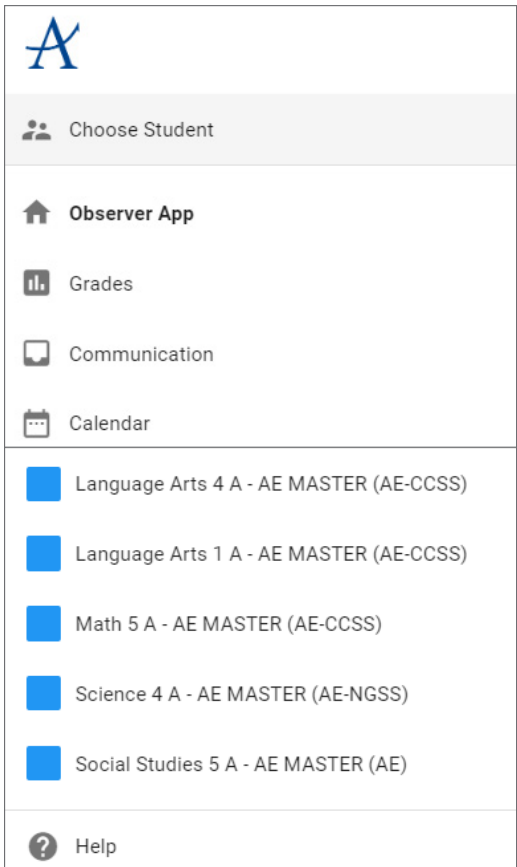 A
Choose Student
Observer App
Grades
Communication
Calendar
Language Arts 4 A - AE MASTER (AE-CCSS)
Language Arts 1 A - AE MASTER (AE-CCSS)
Math 5 A - AE MASTER (AE-CCSS)
Science 4 A - AE MASTER (AE-NGSS)
Social Studies 5 A - AE MASTER (AE)
? Help